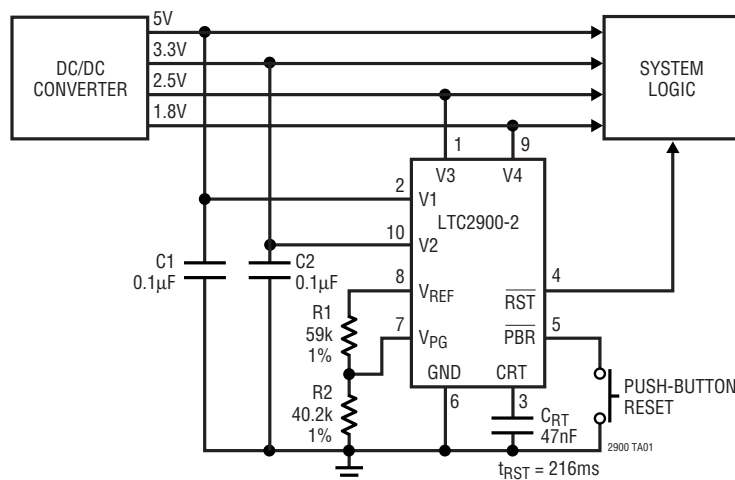 5V
3.3V
2.5V
1.8V
DC/DC
CONVERTER
SYSTEM
LOGIC
1
9
V3
V4
2
V1
LTC2900-2
10
V2
C1
0.1μF
C2
0.1μF
8
VREF
4
RST
R1
59k
1%
7
VPG
5
PBR
GND
CRT
R2
40.2k
1%
6
3
CRT
47nF
PUSH-BUTTON
RESET
2900 TA01
tRST = 216ms